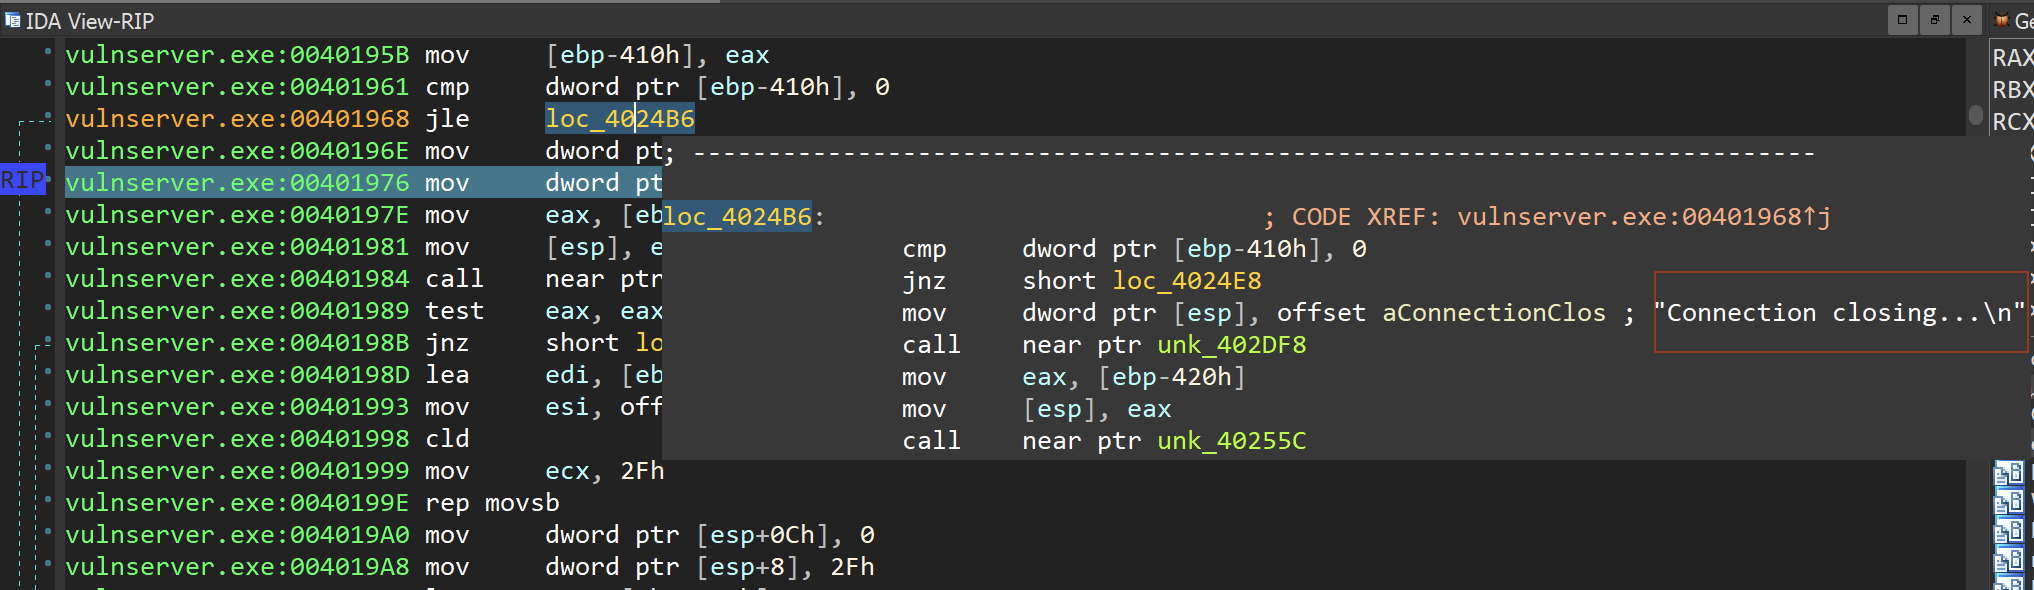 IDA View-RIP
Ge
vulnserver.exe:0040195B mov [ebp-410h], eax
RAX
vulnserver.exe:00401961 cmp dword ptr [ebp-410h], 0
RBX
vulnserver.exe:00401968 jle loc_4024B6
RCX
vulnserver.exe:0040196E mov dword pt
; ---------------------------------------------------------------------------
RIP
vulnserver.exe:00401976 mov dword pt
vulnserver.exe:0040197E mov eax, [eb
loc_4024B6: ; CODE XREF: vulnserver.exe:00401968↑j
vulnserver.exe:00401981 mov [esp], e
cmp dword ptr [ebp-410h], 0
vulnserver.exe:00401984 call near ptr
jnz short loc_4024E8
vulnserver.exe:00401989 test eax, eax
mov dword ptr [esp], offset aConnectionClos ; "Connection closing...\n"
vulnserver.exe:0040198B jnz short lo
call near ptr unk_402DF8
vulnserver.exe:0040198D lea edi, [eb
mov eax, [ebp-420h]
vulnserver.exe:00401993 mov esi, off
mov [esp], eax
vulnserver.exe:00401998 cld
call near ptr unk_40255C
vulnserver.exe:00401999 mov ecx, 2Fh
vulnserver.exe:0040199E rep movsb
vulnserver.exe:004019A0 mov dword ptr [esp+0Ch], 0
vulnserver.exe:004019A8 mov dword ptr [esp+8], 2Fh